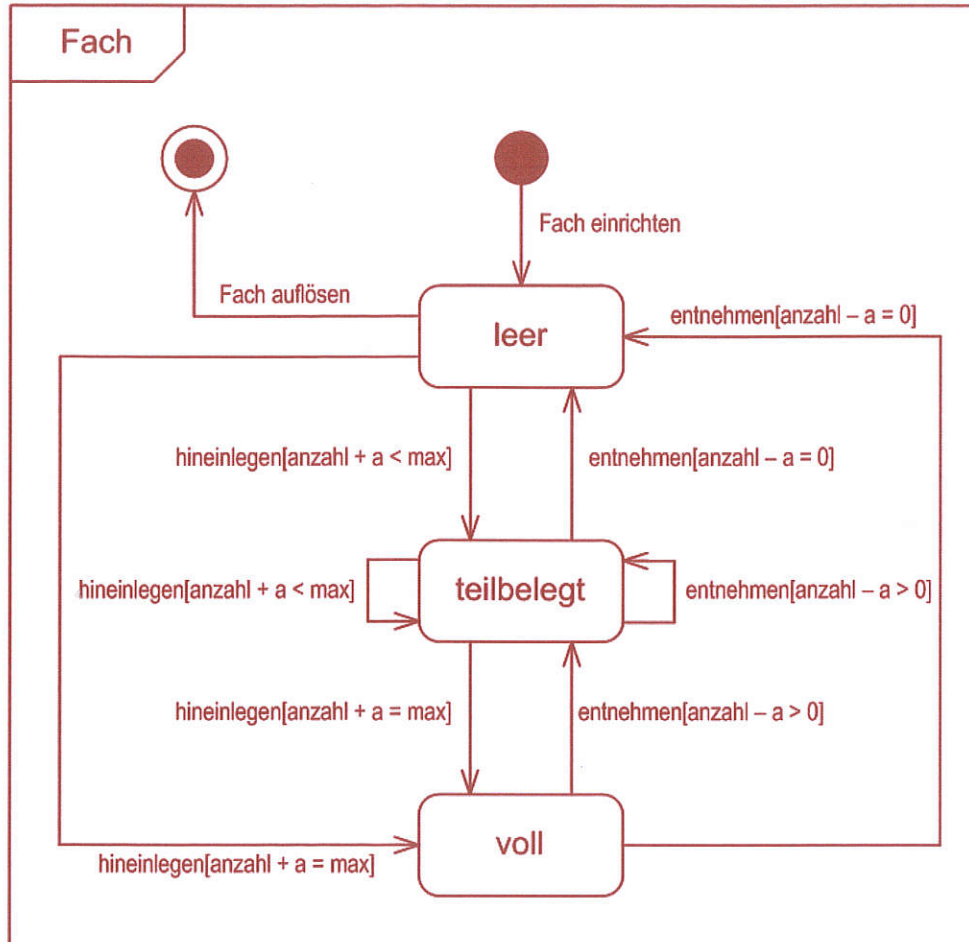 Fach
Fach einrichten
Fach auflösen
leer
entnehmen[anzahl – a = 0]
hineinlegen[anzahl + a < max]
entnehmen[anzahl – a = 0]
hineinlegen[anzahl + a < max]
teilbelegt
entnehmen[anzahl – a > 0]
hineinlegen[anzahl + a = max]
entnehmen[anzahl – a > 0]
voll
hineinlegen[anzahl + a = max]